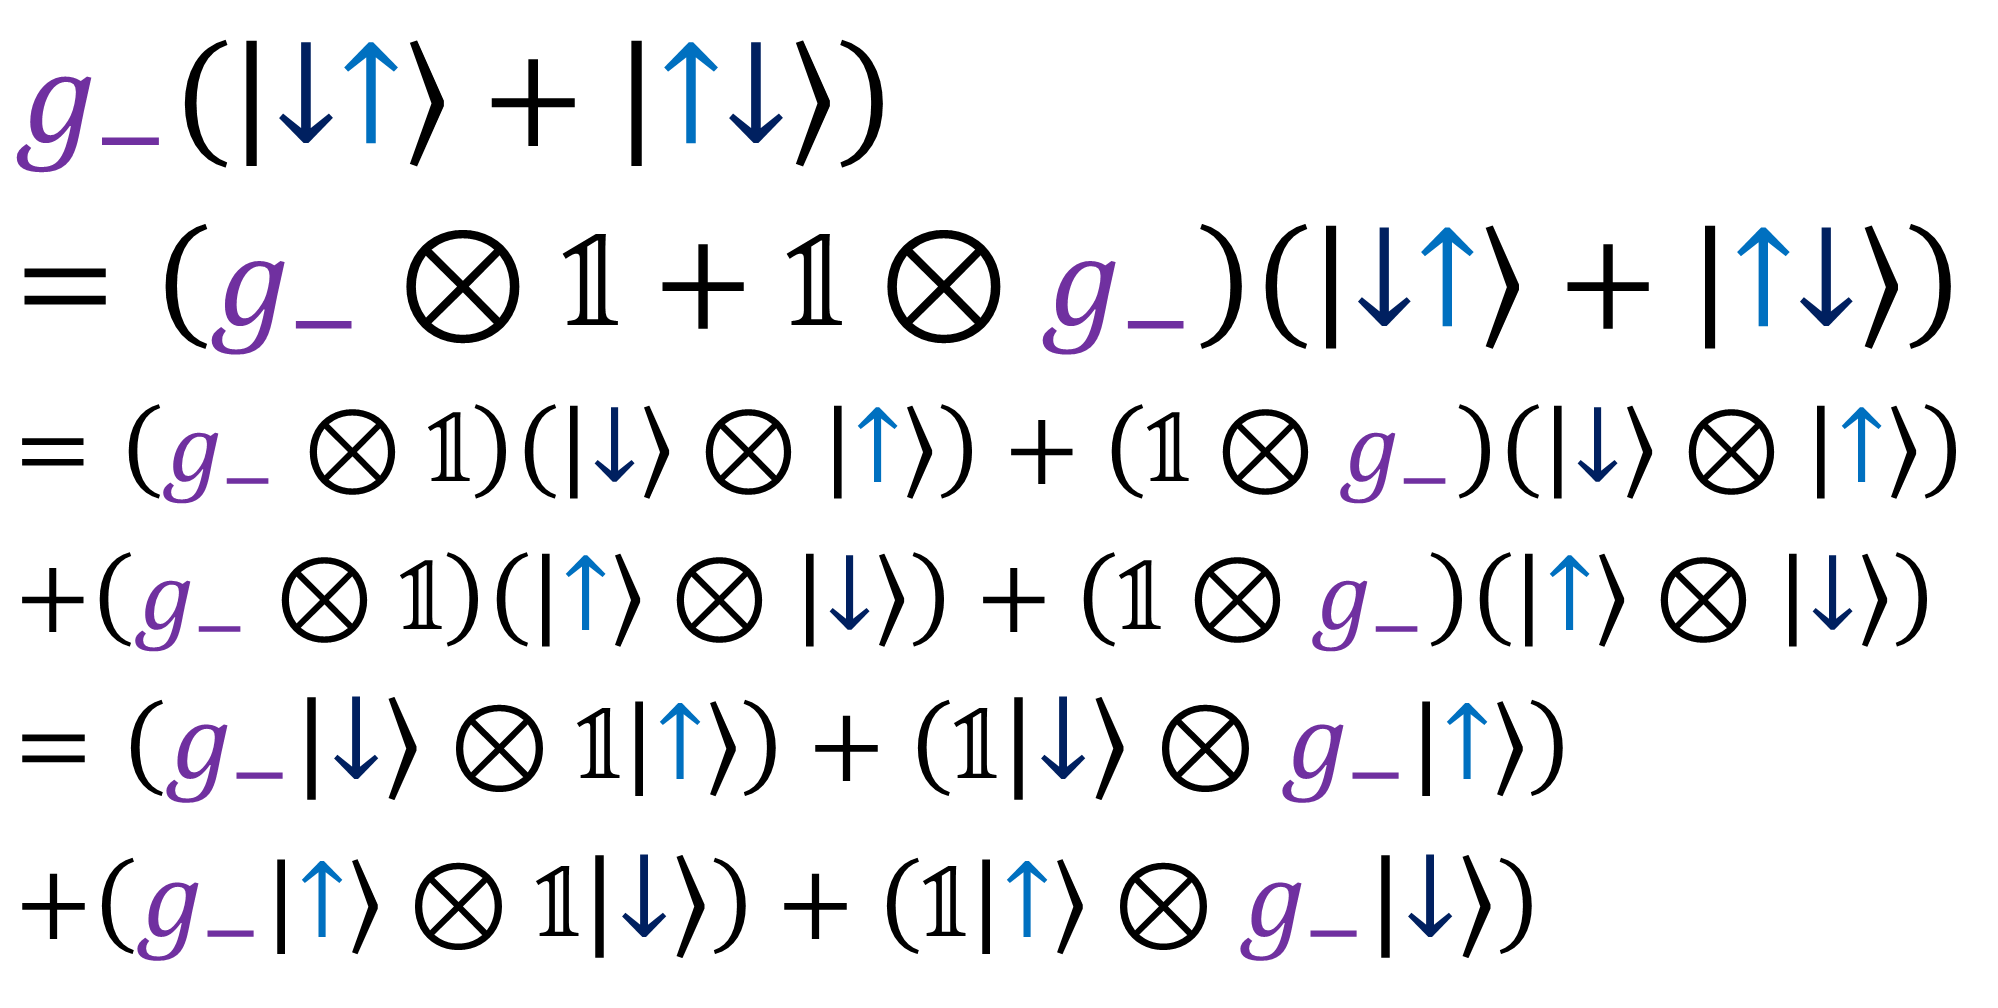 g₋(|↓↑⟩ + |↑↓⟩)
= (g₋ ⊗ 𝟙 + 𝟙 ⊗ g₋)(|↓↑⟩ + |↑↓⟩)
= (g₋ ⊗ 𝟙)(|↓⟩ ⊗ |↑⟩) + (𝟙 ⊗ g₋)(|↓⟩ ⊗ |↑⟩)
+(g₋ ⊗ 𝟙)(|↑⟩ ⊗ |↓⟩) + (𝟙 ⊗ g₋)(|↑⟩ ⊗ |↓⟩)
= (g₋|↓⟩ ⊗ 𝟙|↑⟩) + (𝟙|↓⟩ ⊗ g₋|↑⟩)
+(g₋|↑⟩ ⊗ 𝟙|↓⟩) + (𝟙|↑⟩ ⊗ g₋|↓⟩)